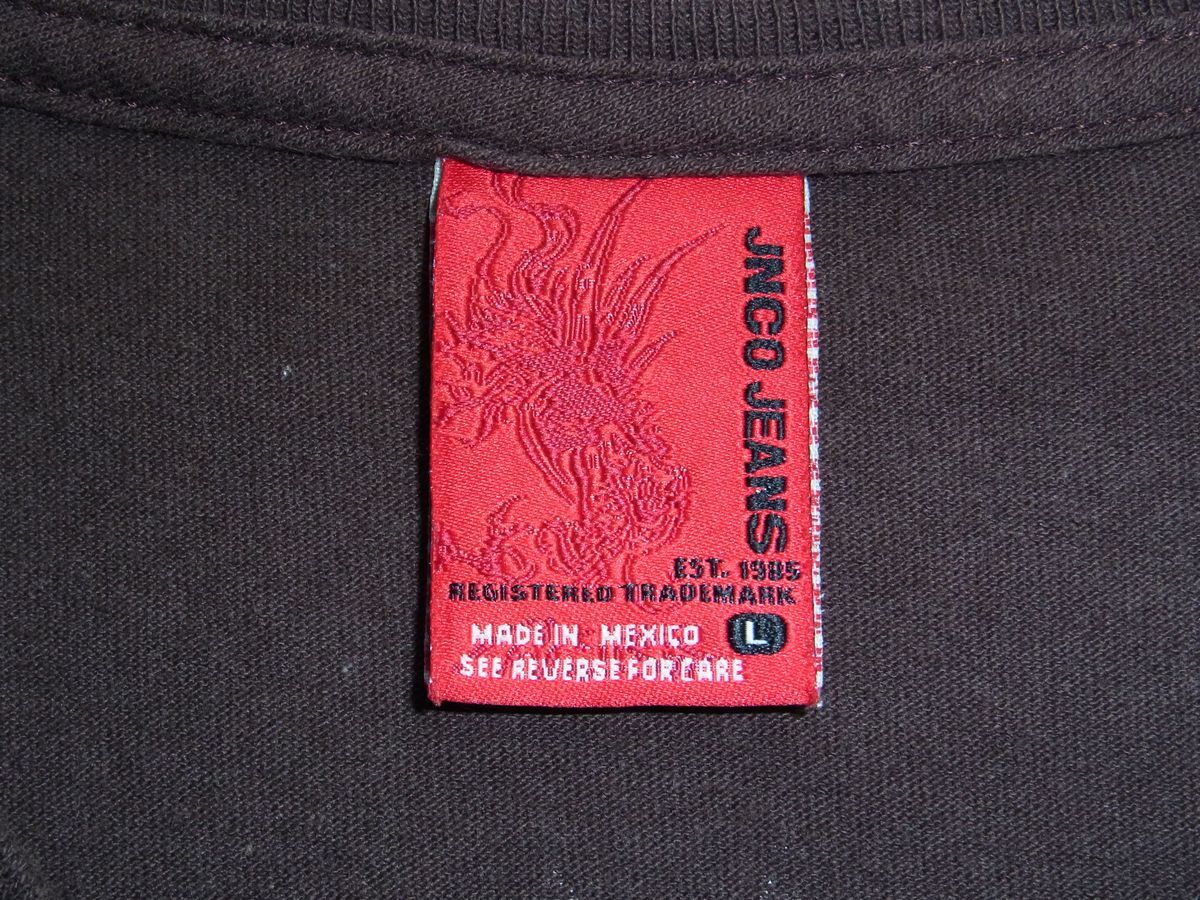 JNCO JEANS
EST. 1985
REGISTERED TRADEMARK
MADE IN MEXICO
L
SEE REVERSE FOR CARE